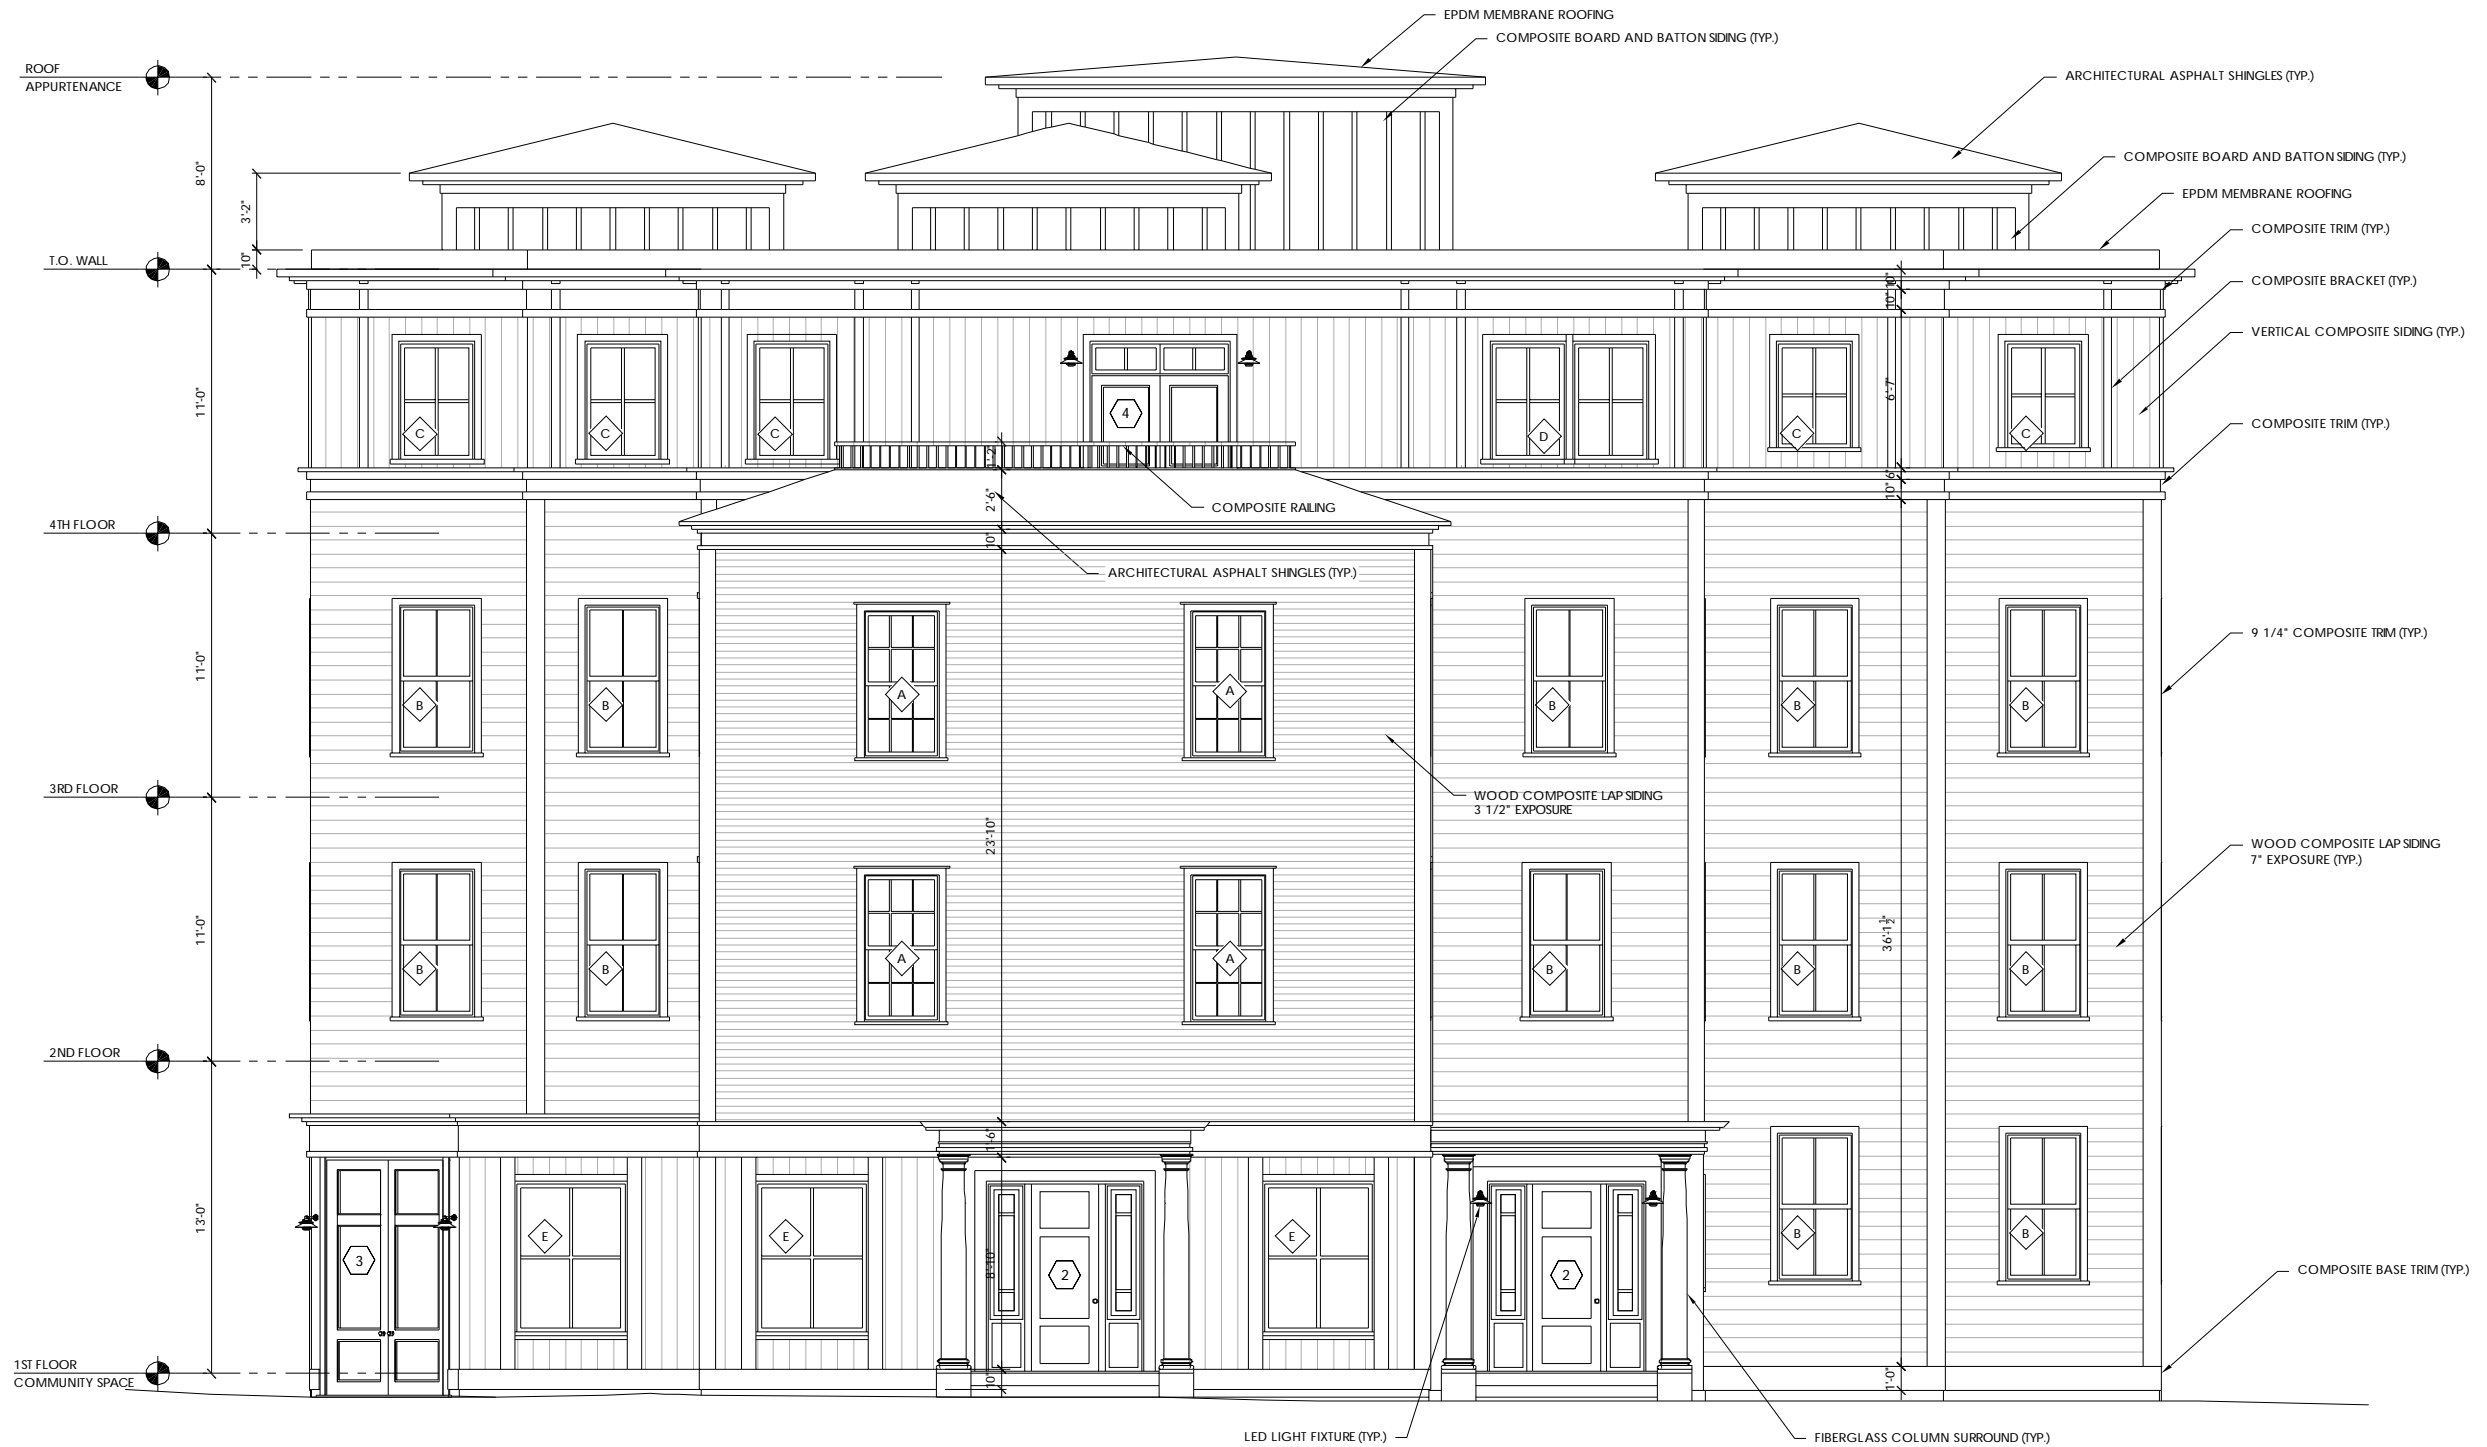 EPDM MEMBRANE ROOFING
COMPOSITE BOARD AND BATTON SIDING (TYP.)
ROOF
APPURTENANCE
ARCHITECTURAL ASPHALT SHINGLES (TYP.)
8'-0"
COMPOSITE BOARD AND BATTON SIDING (TYP.)
EPDM MEMBRANE ROOFING
3'-2"
COMPOSITE TRIM (TYP.)
T.O. WALL
10"
10"
10"
COMPOSITE BRACKET (TYP.)
VERTICAL COMPOSITE SIDING (TYP.)
11'-0"
6'-7"
4
C
C
C
D
C
C
COMPOSITE TRIM (TYP.)
1'-2"
6"
10"
2'-6"
COMPOSITE RAILING
4TH FLOOR
10"
ARCHITECTURAL ASPHALT SHINGLES (TYP.)
9 1/4" COMPOSITE TRIM (TYP.)
11'-0"
B
B
A
A
B
B
B
3RD FLOOR
WOOD COMPOSITE LAP SIDING
3 1/2" EXPOSURE
23'-10"
WOOD COMPOSITE LAP SIDING
7" EXPOSURE (TYP.)
11'-0"
36'-1½"
B
B
A
A
B
B
B
2ND FLOOR
1'-6"
13'-0"
E
E
E
B
B
3
8'-10"
2
2
COMPOSITE BASE TRIM (TYP.)
1ST FLOOR
COMMUNITY SPACE
10"
1'-0"
LED LIGHT FIXTURE (TYP.)
FIBERGLASS COLUMN SURROUND (TYP.)